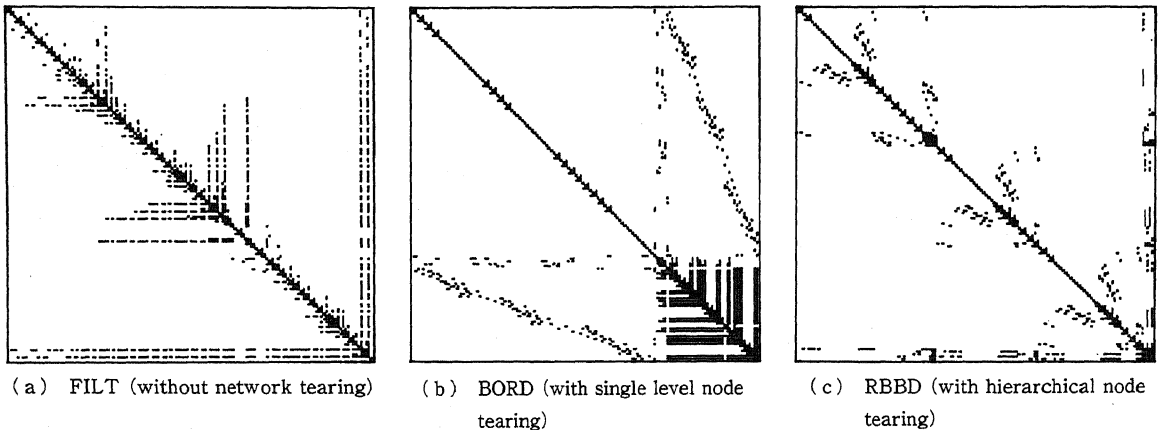 (a) FILT (without network tearing)
(b) BORD (with single level node
tearing)
(c) RBBD (with hierarchical node
tearing)